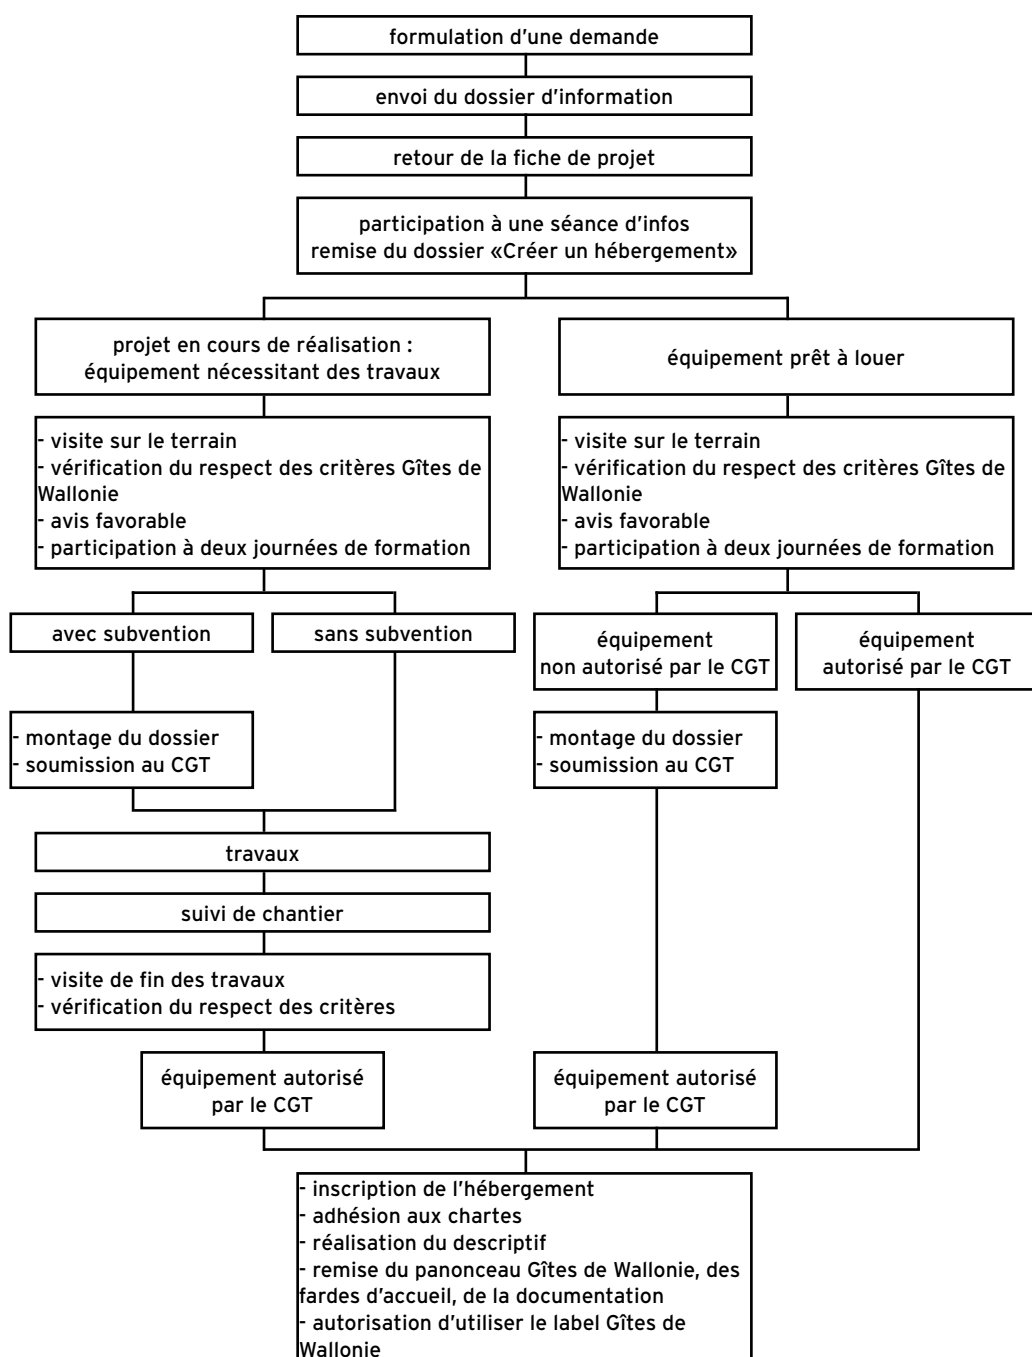 formulation d'une demande
envoi du dossier d'information
retour de la fiche de projet
participation à une séance d'infos
remise du dossier «Créer un hébergement»
projet en cours de réalisation :
équipement nécessitant des travaux
équipement prêt à louer
- visite sur le terrain
- vérification du respect des critères Gîtes de
Wallonie
- avis favorable
- participation à deux journées de formation
- visite sur le terrain
- vérification du respect des critères Gîtes de
Wallonie
- avis favorable
- participation à deux journées de formation
avec subvention
sans subvention
équipement
non autorisé par le CGT
équipement
autorisé par le CGT
- montage du dossier
- soumission au CGT
- montage du dossier
- soumission au CGT
travaux
suivi de chantier
- visite de fin des travaux
- vérification du respect des critères
équipement autorisé
par le CGT
équipement autorisé
par le CGT
- inscription de l'hébergement
- adhésion aux chartes
- réalisation du descriptif
- remise du panonceau Gîtes de Wallonie, des
fardes d'accueil, de la documentation
- autorisation d'utiliser le label Gîtes de
Wallonie